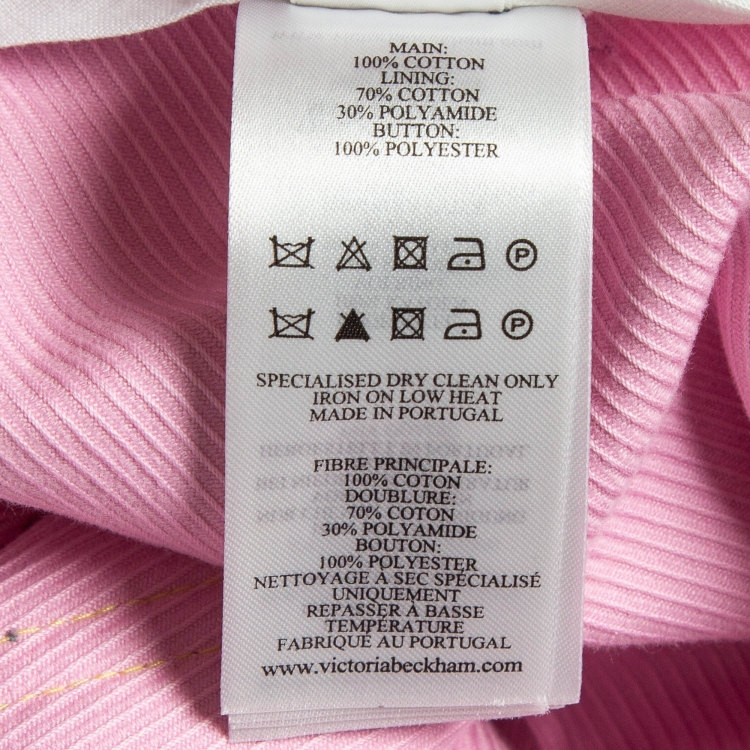 MAIN:
100% COTTON
LINING:
70% COTTON
30% POLYAMIDE
BUTTON:
100% POLYESTER
P
P
SPECIALISED DRY CLEAN ONLY
IRON ON LOW HEAT
MADE IN PORTUGAL
FIBRE PRINCIPALE:
100% COTON
DOUBLURE:
70% COTON
30% POLYAMIDE
BOUTON:
100% POLYESTER
NETTOYAGE À SEC SPÉCIALISÉ
UNIQUEMENT
REPASSER À BASSE
TEMPÉRATURE
FABRIQUÉ AU PORTUGAL
www.victoriabeckham.com